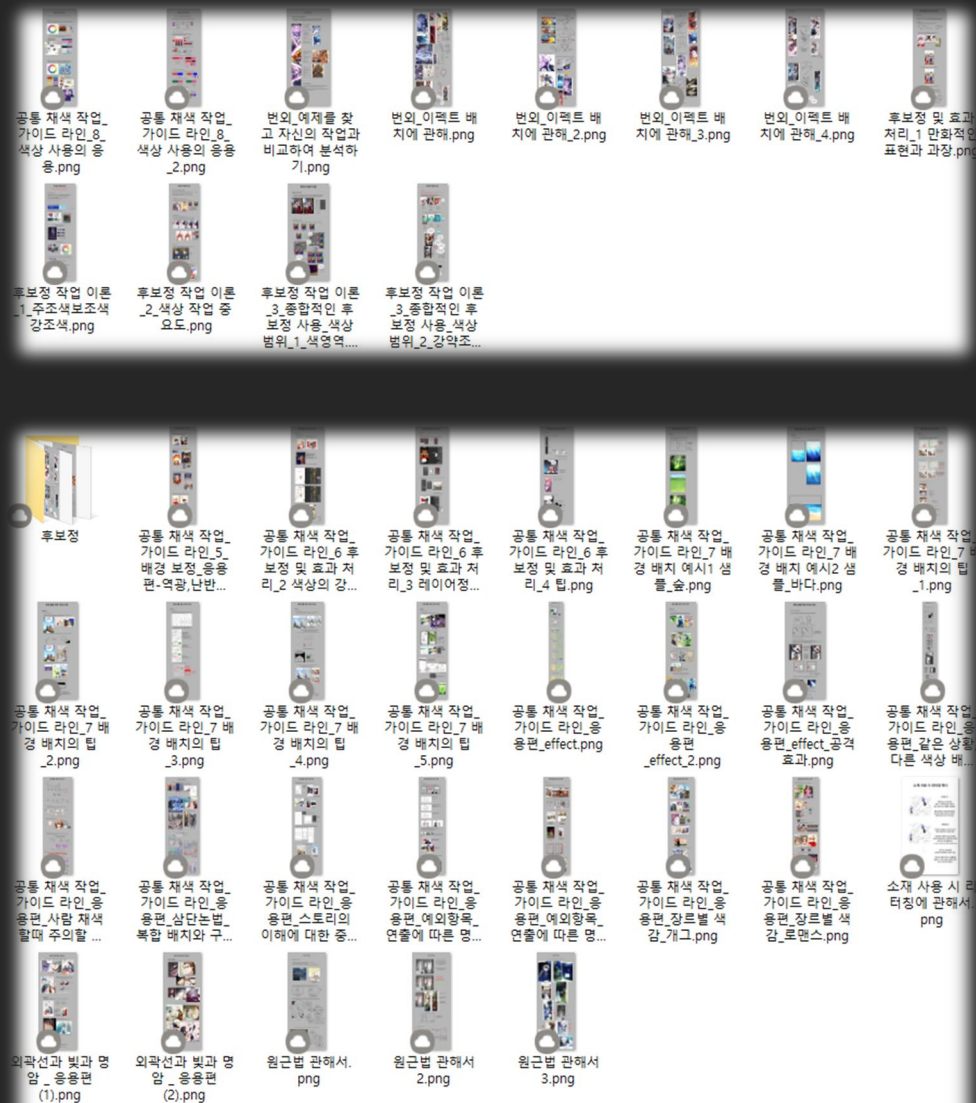 공통 채색 작업_
가이드 라인_8_
색상 사용의 응
용.png
공통 채색 작업_
가이드 라인_8_
색상 사용의 응용
_2.png
번외_예제를 찾
고 자신의 작업과
비교하여 분석하
기.png
번외_이펙트 배
치에 관해.png
번외_이펙트 배
치에 관해_2.png
번외_이펙트 배
치에 관해_3.png
번외_이펙트 배
치에 관해_4.png
후보정 및 효과
처리_1 만화적인
표현과 과장.png
후보정 작업 이론
_1_주조색보조색
강조색.png
후보정 작업 이론
_2_색상 작업 중
요도.png
후보정 작업 이론
_3_종합적인 후
보정 사용_색상
범위_1_색영역....
후보정 작업 이론
_3_종합적인 후
보정 사용_색상
범위_2_강약조...
후보정
공통 채색 작업_
가이드 라인_5_
배경 보정_응용
편-역광,난반...
공통 채색 작업_
가이드 라인_6 후
보정 및 효과 처
리_2 색상의 강...
공통 채색 작업_
가이드 라인_6 후
보정 및 효과 처
리_3 레이어정...
공통 채색 작업_
가이드 라인_6 후
보정 및 효과 처
리_4 팁.png
공통 채색 작업_
가이드 라인_7 배
경 배치 예시1 샘
플_숲.png
공통 채색 작업_
가이드 라인_7 배
경 배치 예시2 샘
플_바다.png
공통 채색 작업_
가이드 라인_7 배
경 배치의 팁
_1.png
공통 채색 작업_
가이드 라인_7 배
경 배치의 팁
_2.png
공통 채색 작업_
가이드 라인_7 배
경 배치의 팁
_3.png
공통 채색 작업_
가이드 라인_7 배
경 배치의 팁
_4.png
공통 채색 작업_
가이드 라인_7 배
경 배치의 팁
_5.png
공통 채색 작업_
가이드 라인_응
용편_effect.png
공통 채색 작업_
가이드 라인_응
용편
_effect_2.png
공통 채색 작업_
가이드 라인_응
용편_effect_공격
효과.png
공통 채색 작업_
가이드 라인_응
용편_같은 상황
다른 색상 배...
공통 채색 작업_
가이드 라인_응
용편_사람 채색
할때 주의할 ...
공통 채색 작업_
가이드 라인_응
용편_삼단논법_
복합 배치와 구...
공통 채색 작업_
가이드 라인_응
용편_스토리의
이해에 대한 중...
공통 채색 작업_
가이드 라인_응
용편_예외항목_
연출에 따른 명...
공통 채색 작업_
가이드 라인_응
용편_예외항목_
연출에 따른 명...
공통 채색 작업_
가이드 라인_응
용편_장르별 색
감_개그.png
공통 채색 작업_
가이드 라인_응
용편_장르별 색
감_로맨스.png
소재 사용 시 리
터칭에 관해서.
png
외곽선과 빛과 명
암 _ 응용편
(1).png
외곽선과 빛과 명
암 _ 응용편
(2).png
원근법 관해서.
png
원근법 관해서
2.png
원근법 관해서
3.png